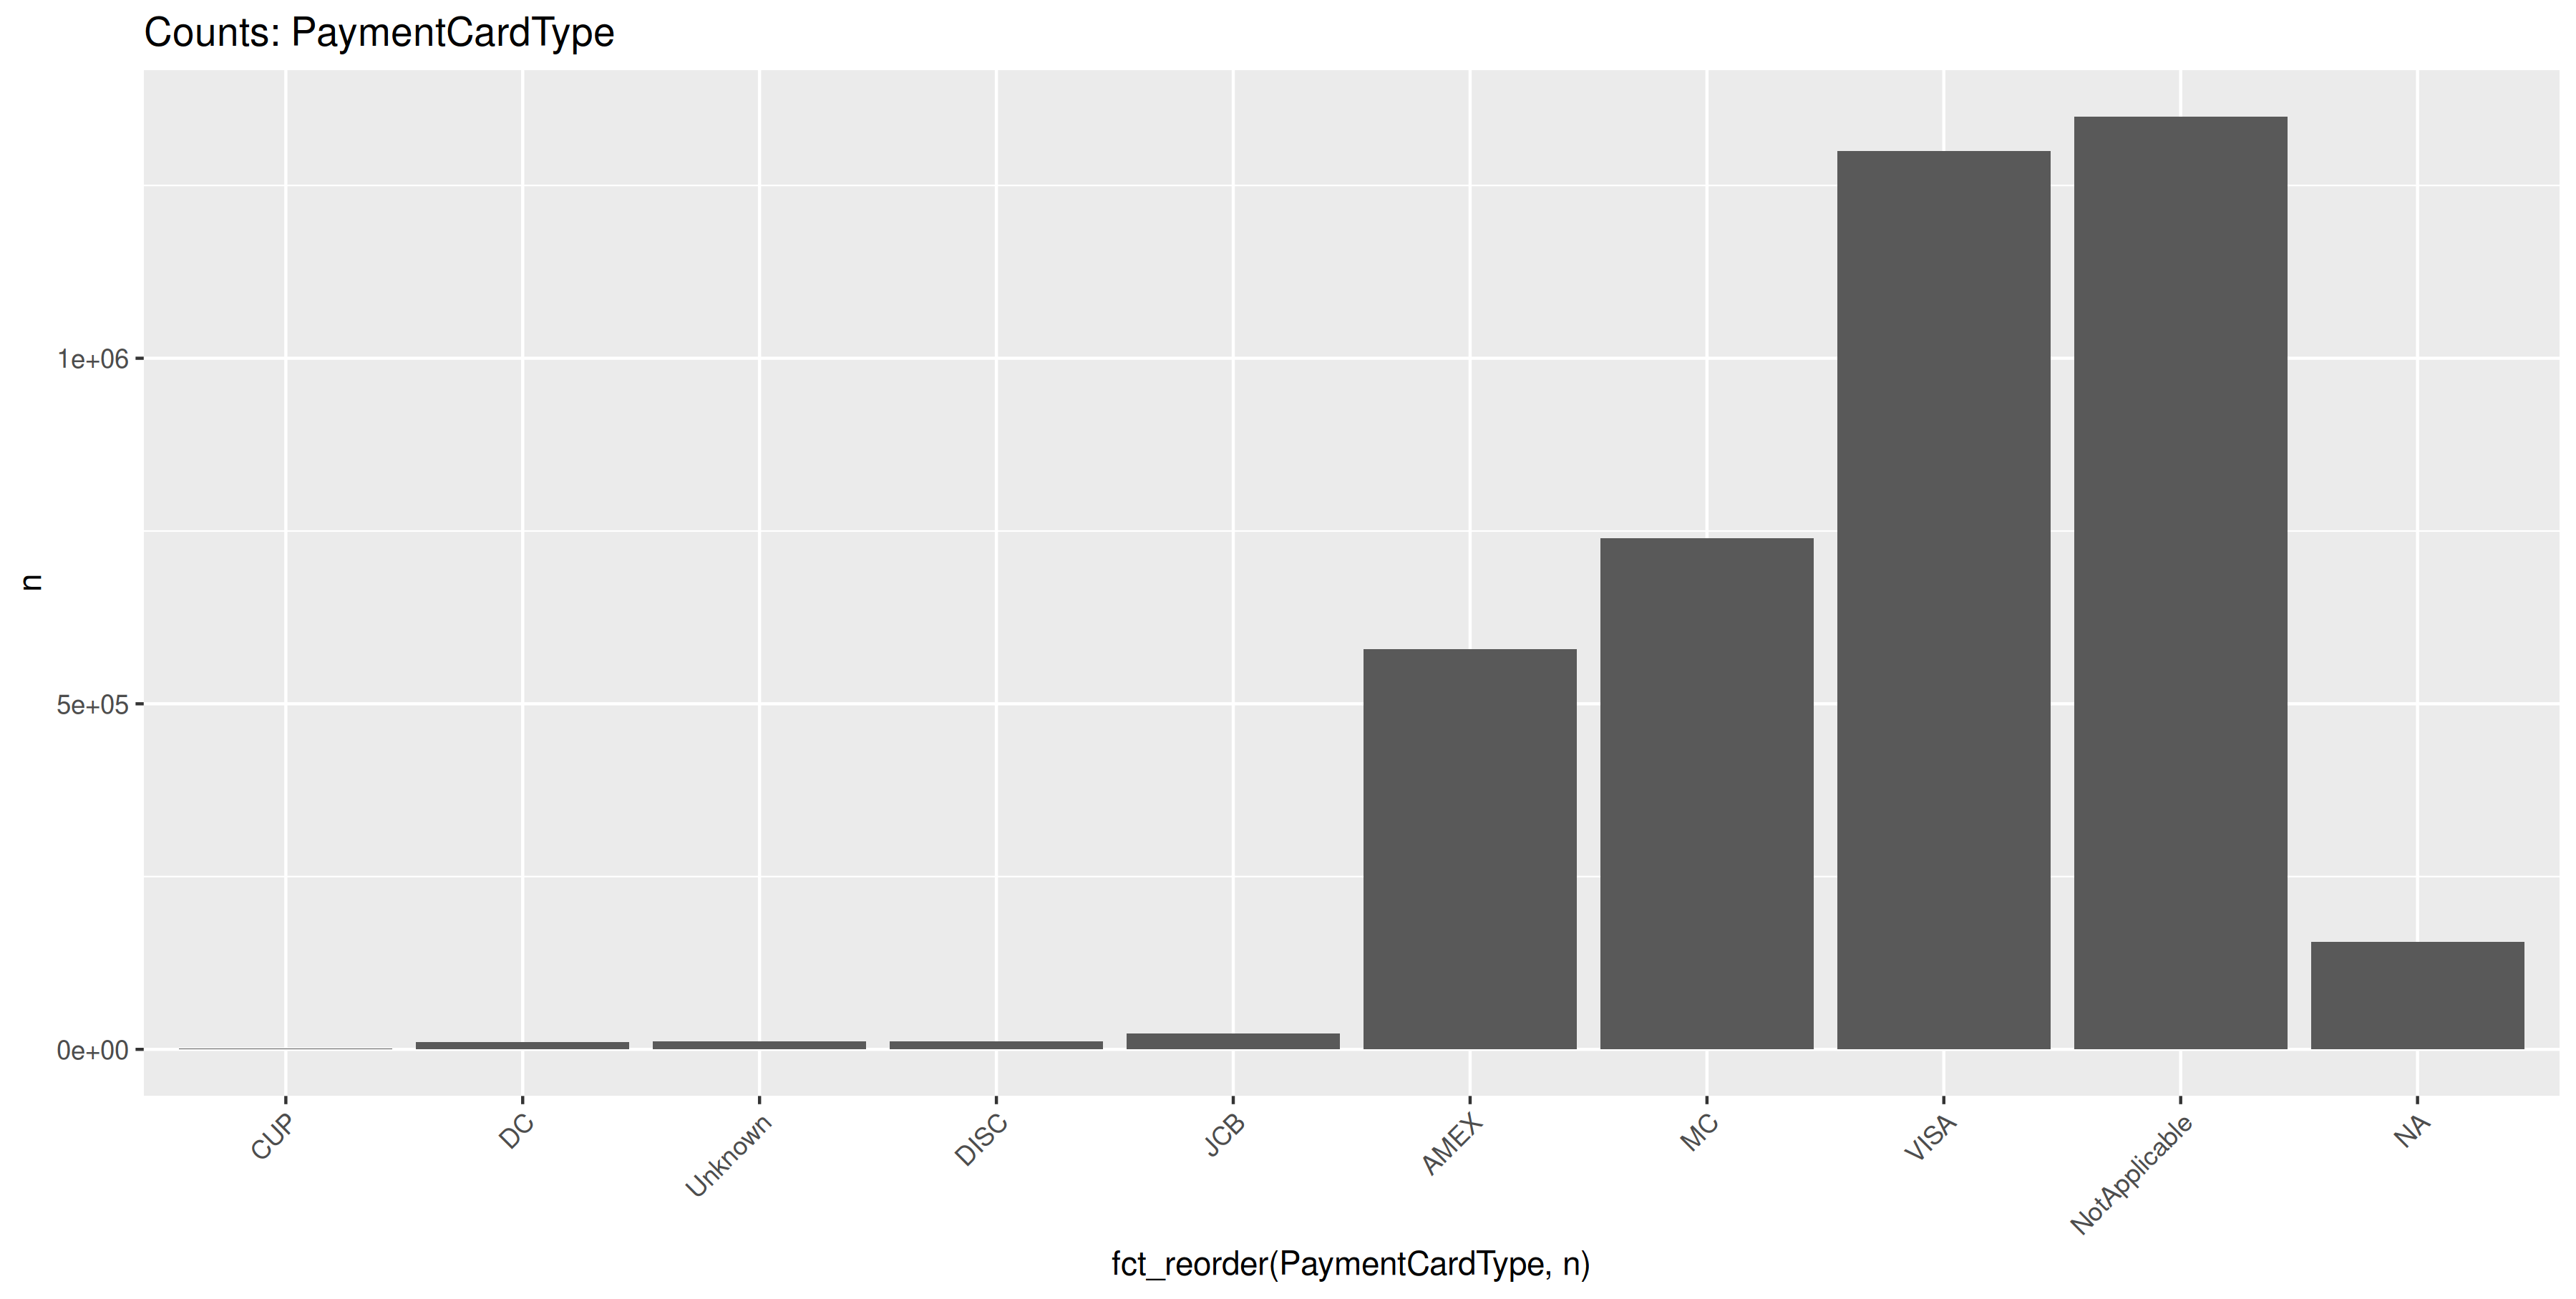 Counts: PaymentCardType
n
1e+06
5e+05
0e+00
CUP
DC
Unknown
DISC
JCB
AMEX
MC
VISA
NotApplicable
NA
fct_reorder(PaymentCardType, n)